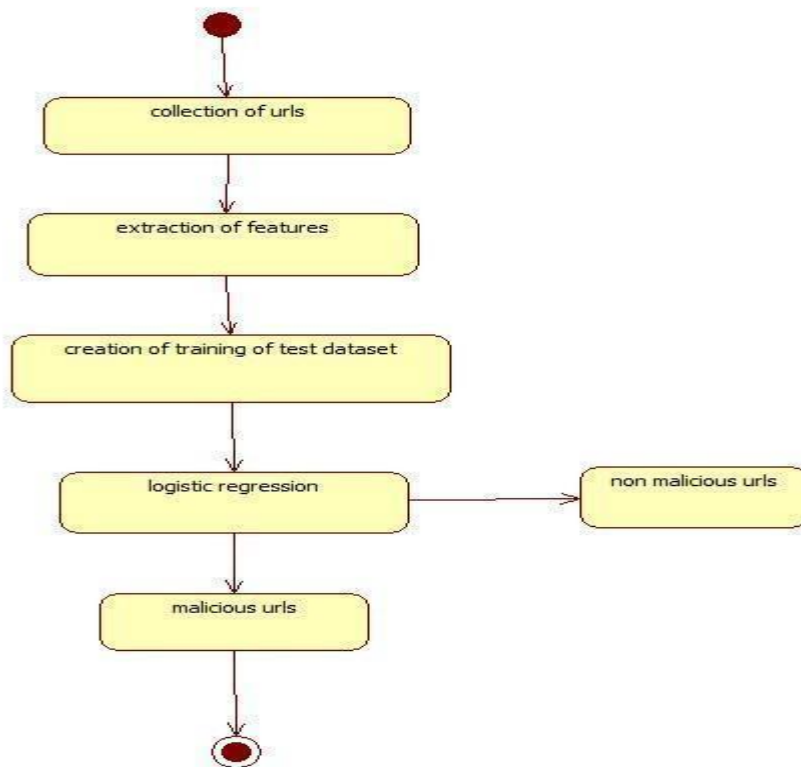 collection of urls
extraction of features
creation of training of test dataset
logistic regression
non malicious urls
malicious urls